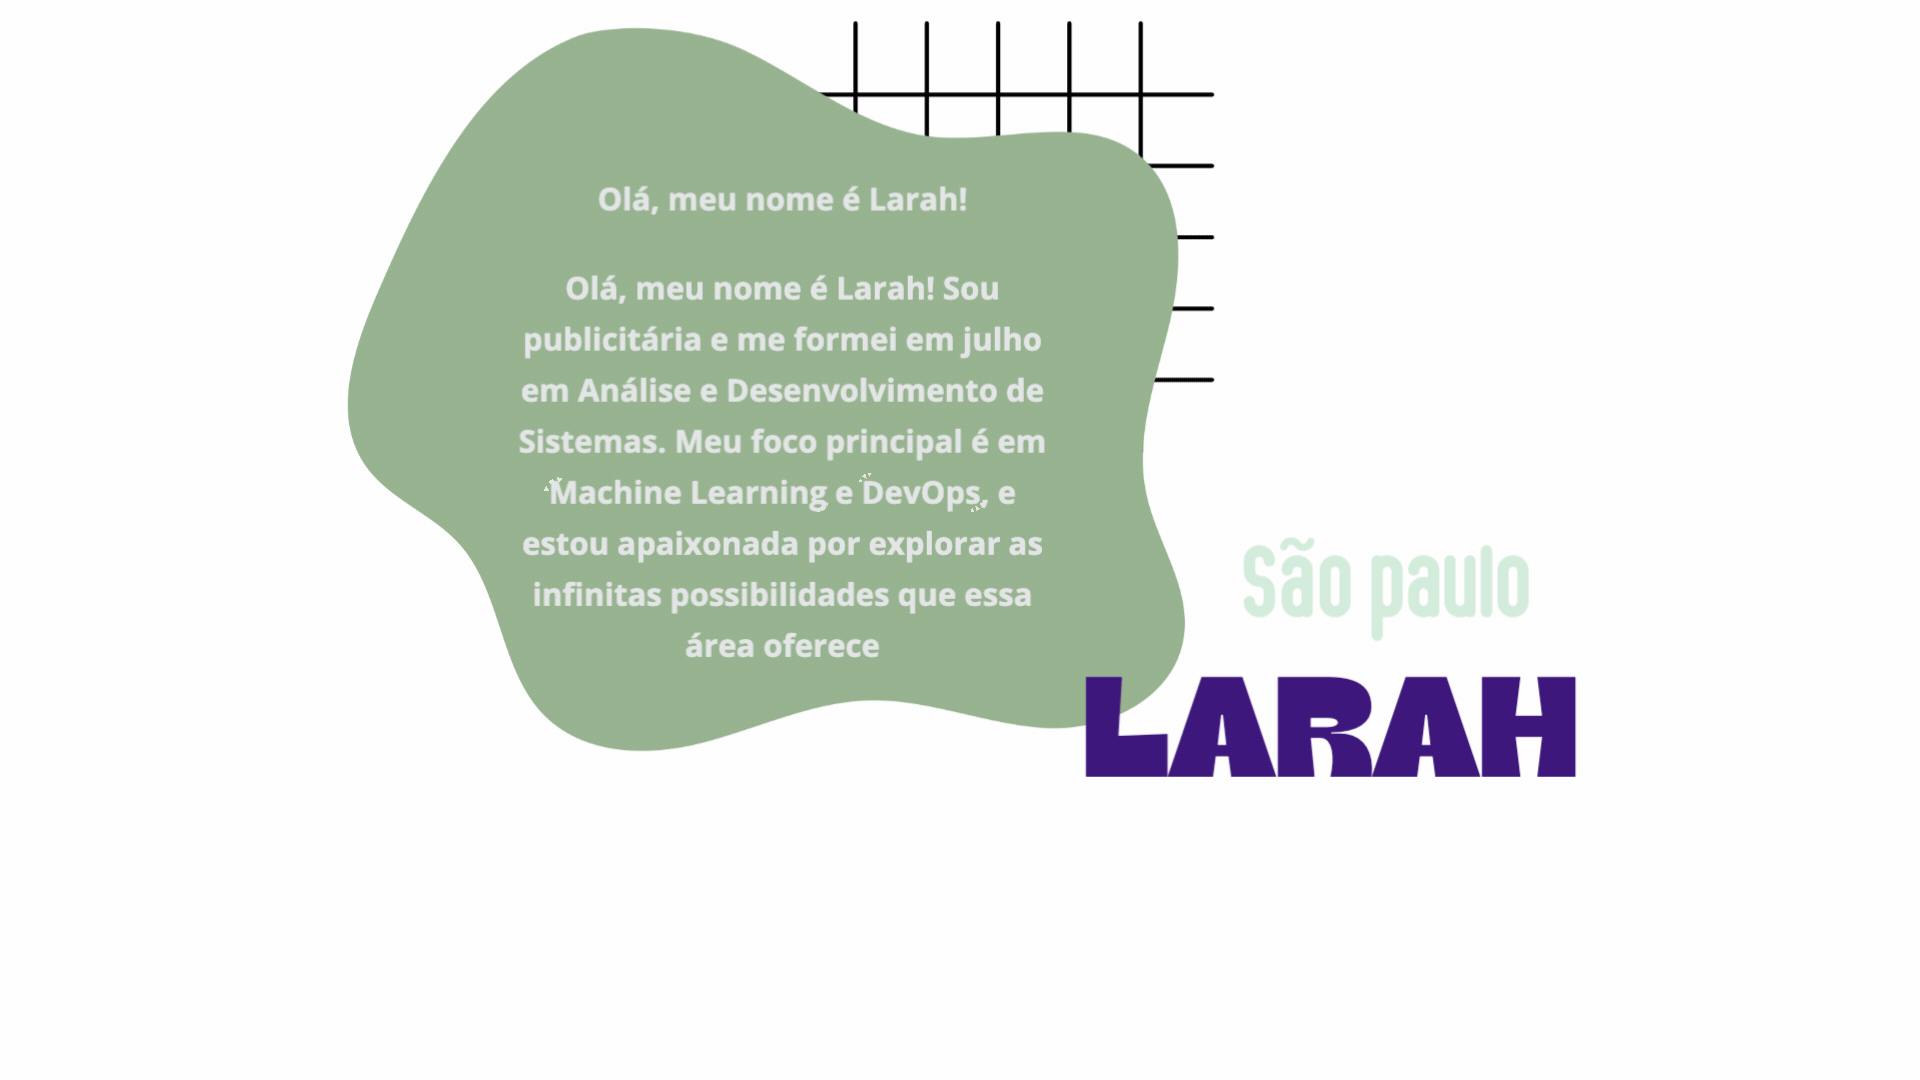 Olá, meu nome é Larah!
Olá, meu nome é Larah! Sou
publicitária e me formei em julho
em Análise e Desenvolvimento de
Sistemas. Meu foco principal é em
Machine Learning e DevOps, e
estou apaixonada por explorar as
infinitas possibilidades que essa
área oferece
São paulo
LARAH